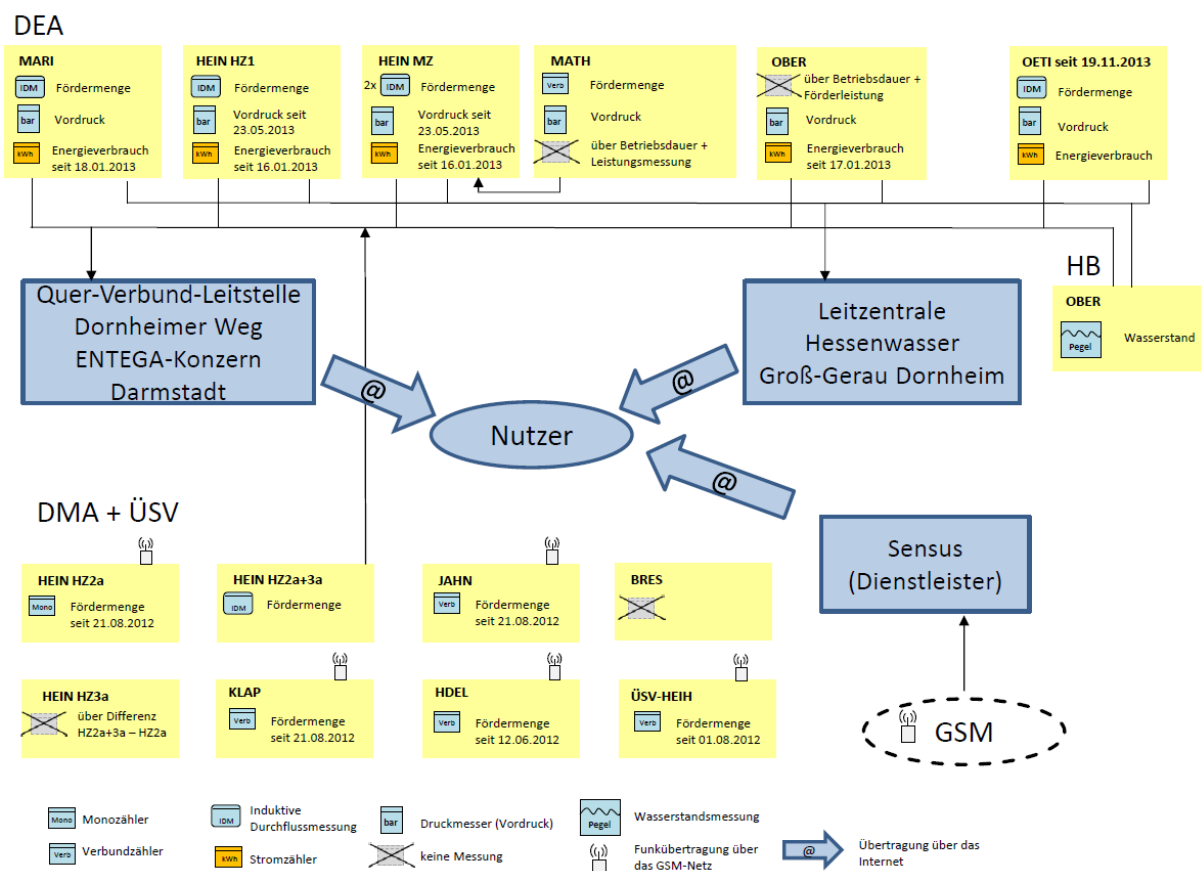 DEA
MARI
IDM
Fördermenge
bar
Vordruck
kWh
Energieverbrauch
seit 18.01.2013
HEIN HZ1
IDM
Fördermenge
bar
Vordruck seit
23.05.2013
kWh
Energieverbrauch
seit 16.01.2013
HEIN MZ
2x
IDM
Fördermenge
bar
Vordruck seit
23.05.2013
kWh
Energieverbrauch
seit 16.01.2013
MATH
Verb
Fördermenge
bar
Vordruck
über Betriebsdauer +
Leistungsmessung
OBER
über Betriebsdauer +
Förderleistung
bar
Vordruck
kWh
Energieverbrauch
seit 17.01.2013
OETI seit 19.11.2013
IDM
Fördermenge
bar
Vordruck
kWh
Energieverbrauch
HB
OBER
Pegel
Wasserstand
Quer-Verbund-Leitstelle
Dornheimer Weg
ENTEGA-Konzern
Darmstadt
Leitzentrale
Hessenwasser
Groß-Gerau Dornheim
@
@
Nutzer
@
DMA + ÜSV
Sensus
(Dienstleister)
HEIN HZ2a
Mono
Fördermenge
seit 21.08.2012
HEIN HZ2a+3a
IDM
Fördermenge
JAHN
Verb
Fördermenge
seit 21.08.2012
BRES
HEIN HZ3a
über Differenz
HZ2a+3a – HZ2a
KLAP
Verb
Fördermenge
seit 21.08.2012
HDEL
Verb
Fördermenge
seit 12.06.2012
ÜSV-HEIH
Verb
Fördermenge
seit 01.08.2012
GSM
Mono
Monozähler
Verb
Verbundzähler
IDM
Induktive
Durchflussmessung
kWh
Stromzähler
bar
Druckmesser (Vordruck)
keine Messung
Pegel
Wasserstandsmessung
Funkübertragung über
das GSM-Netz
@
Übertragung über das
Internet